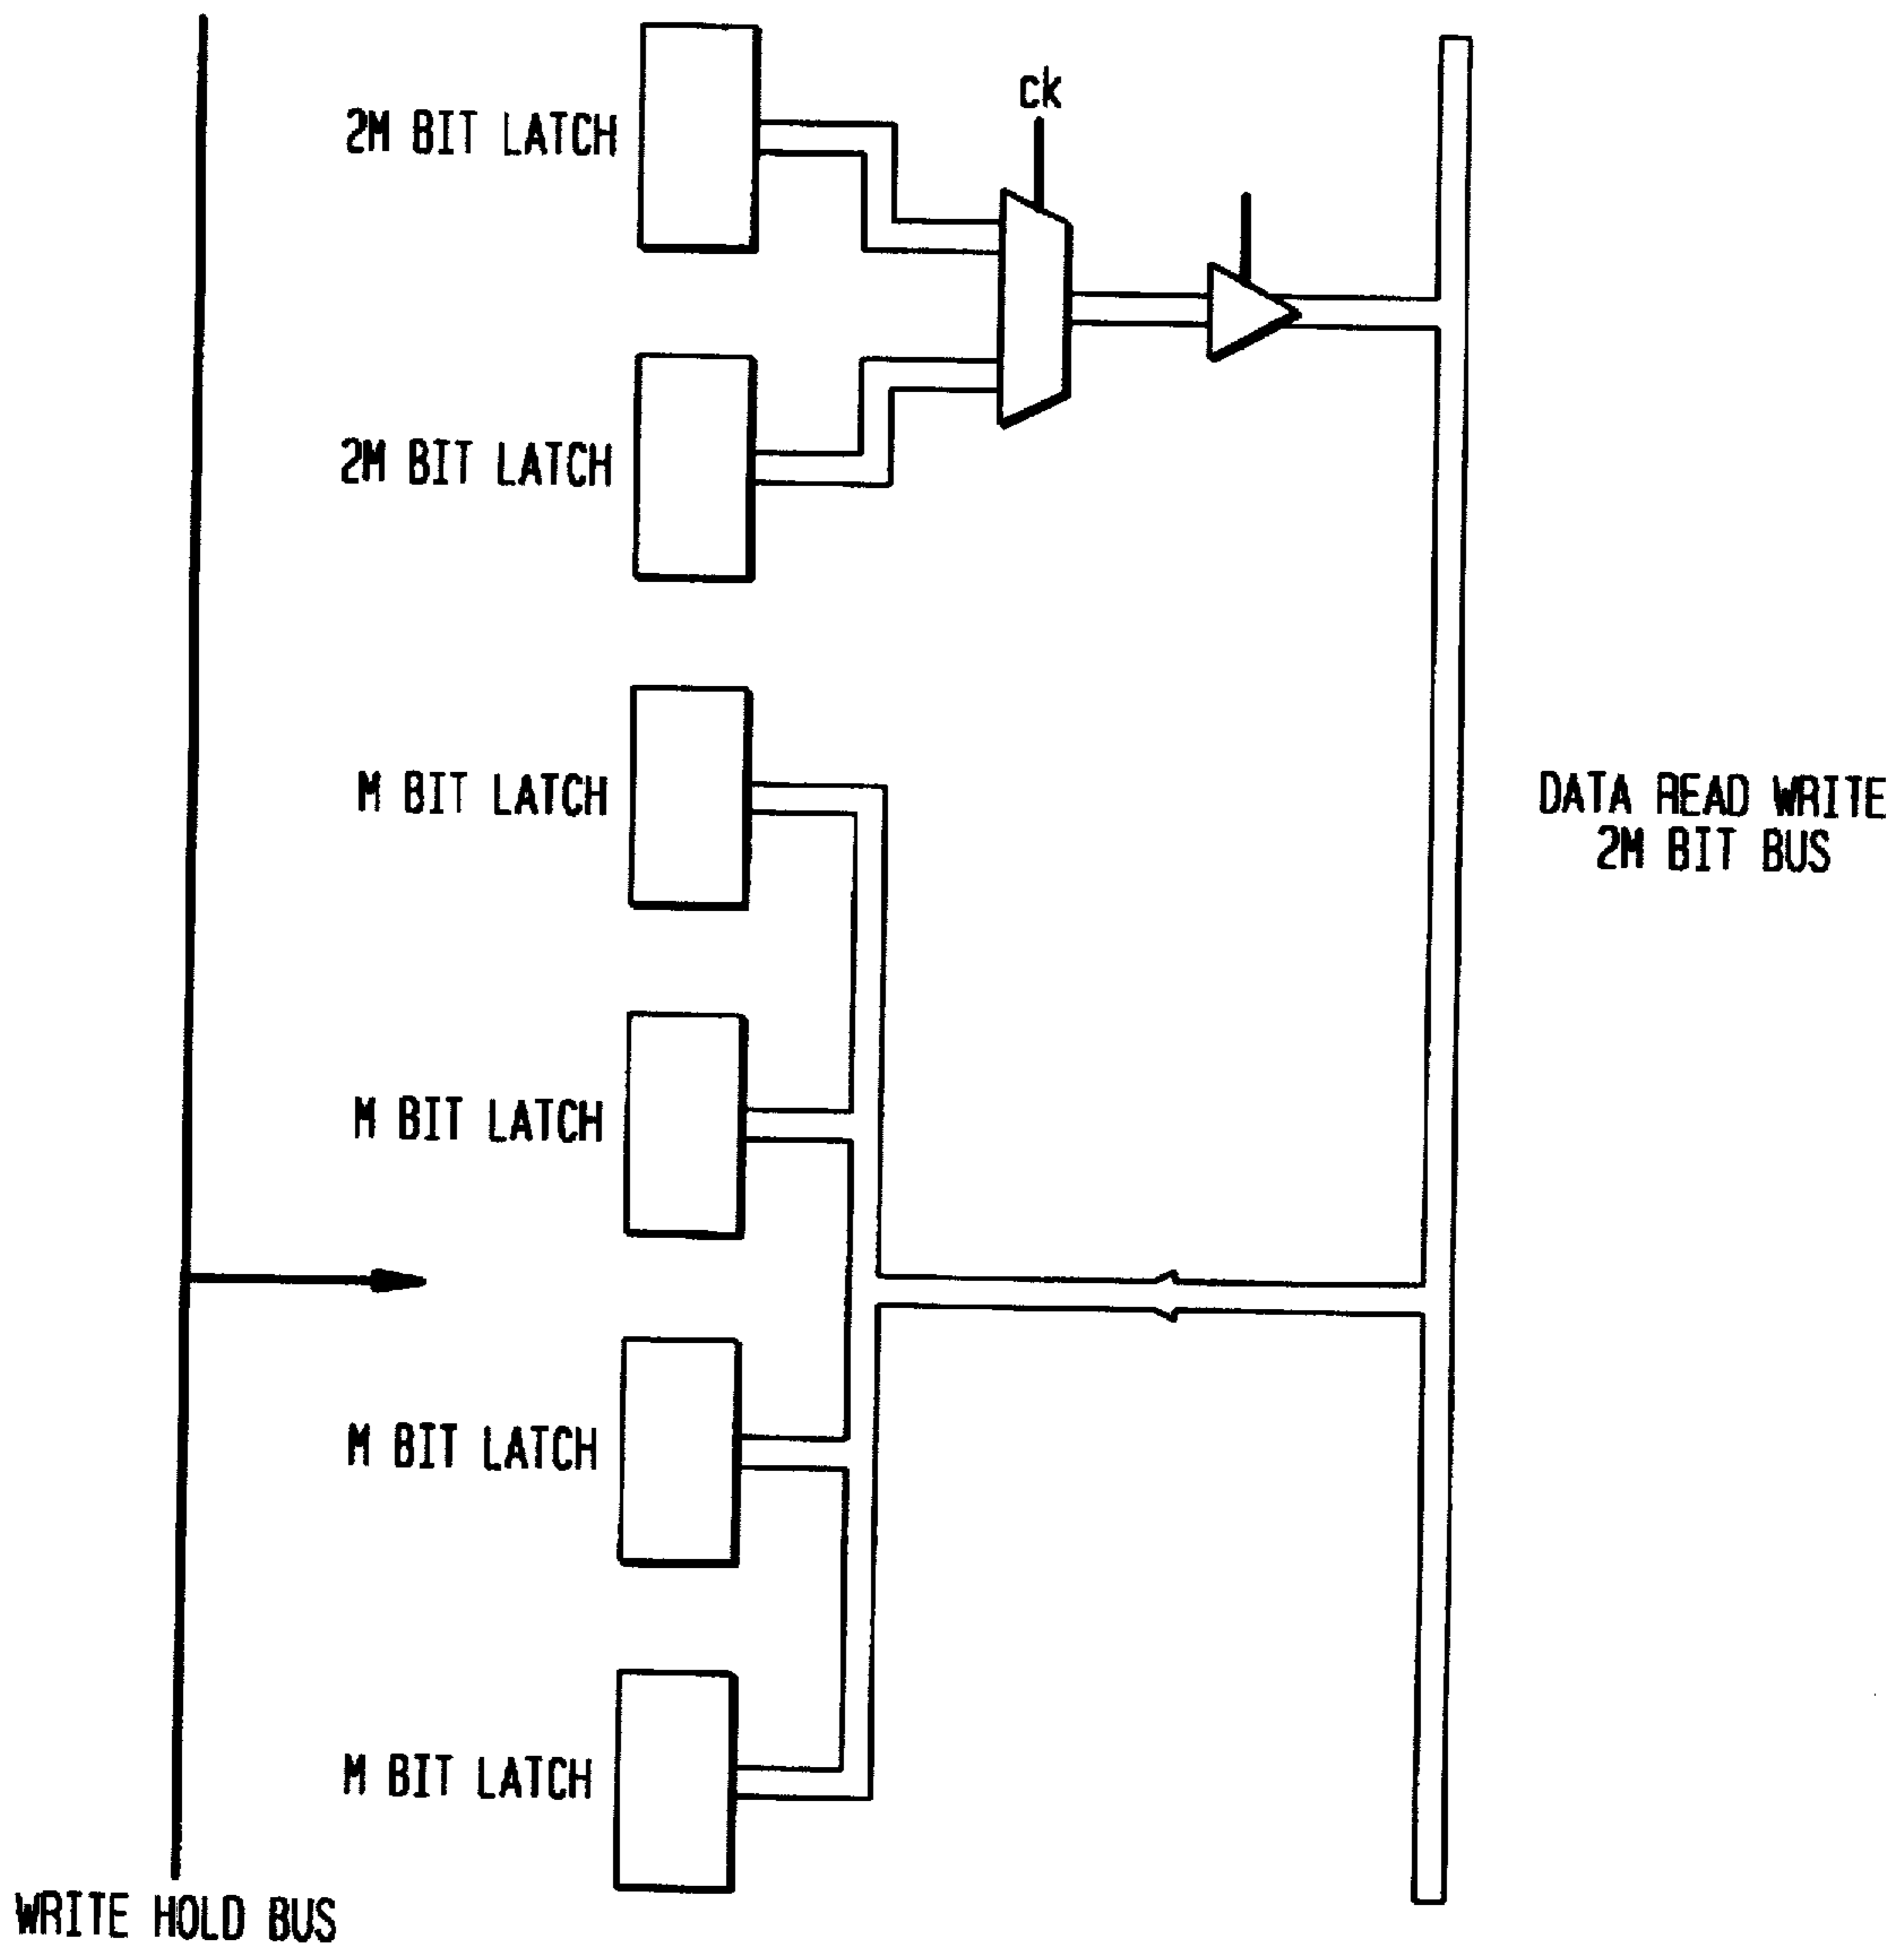 ck
2M BIT LATCH
2M BIT LATCH
M BIT LATCH
DATA READ WRITE
2M BIT BUS
M BIT LATCH
M BIT LATCH
M BIT LATCH
WRITE HOLD BUS